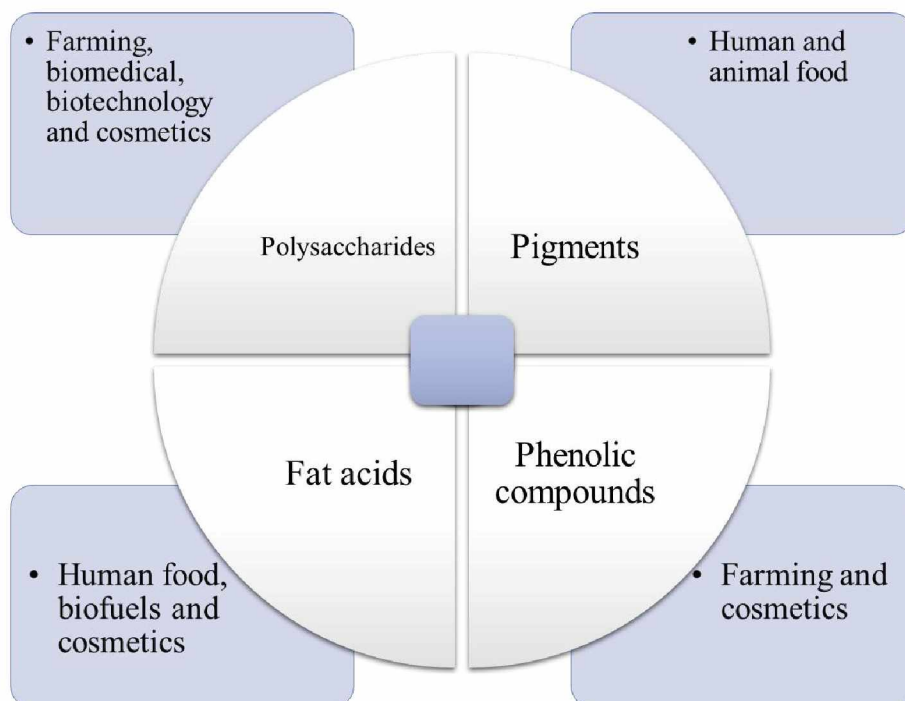 • Farming,
biomedical,
biotechnology
and cosmetics
• Human and
animal food
Polysaccharides
Pigments
Fat acids
Phenolic
compounds
• Human food,
biofuels and
cosmetics
• Farming and
cosmetics